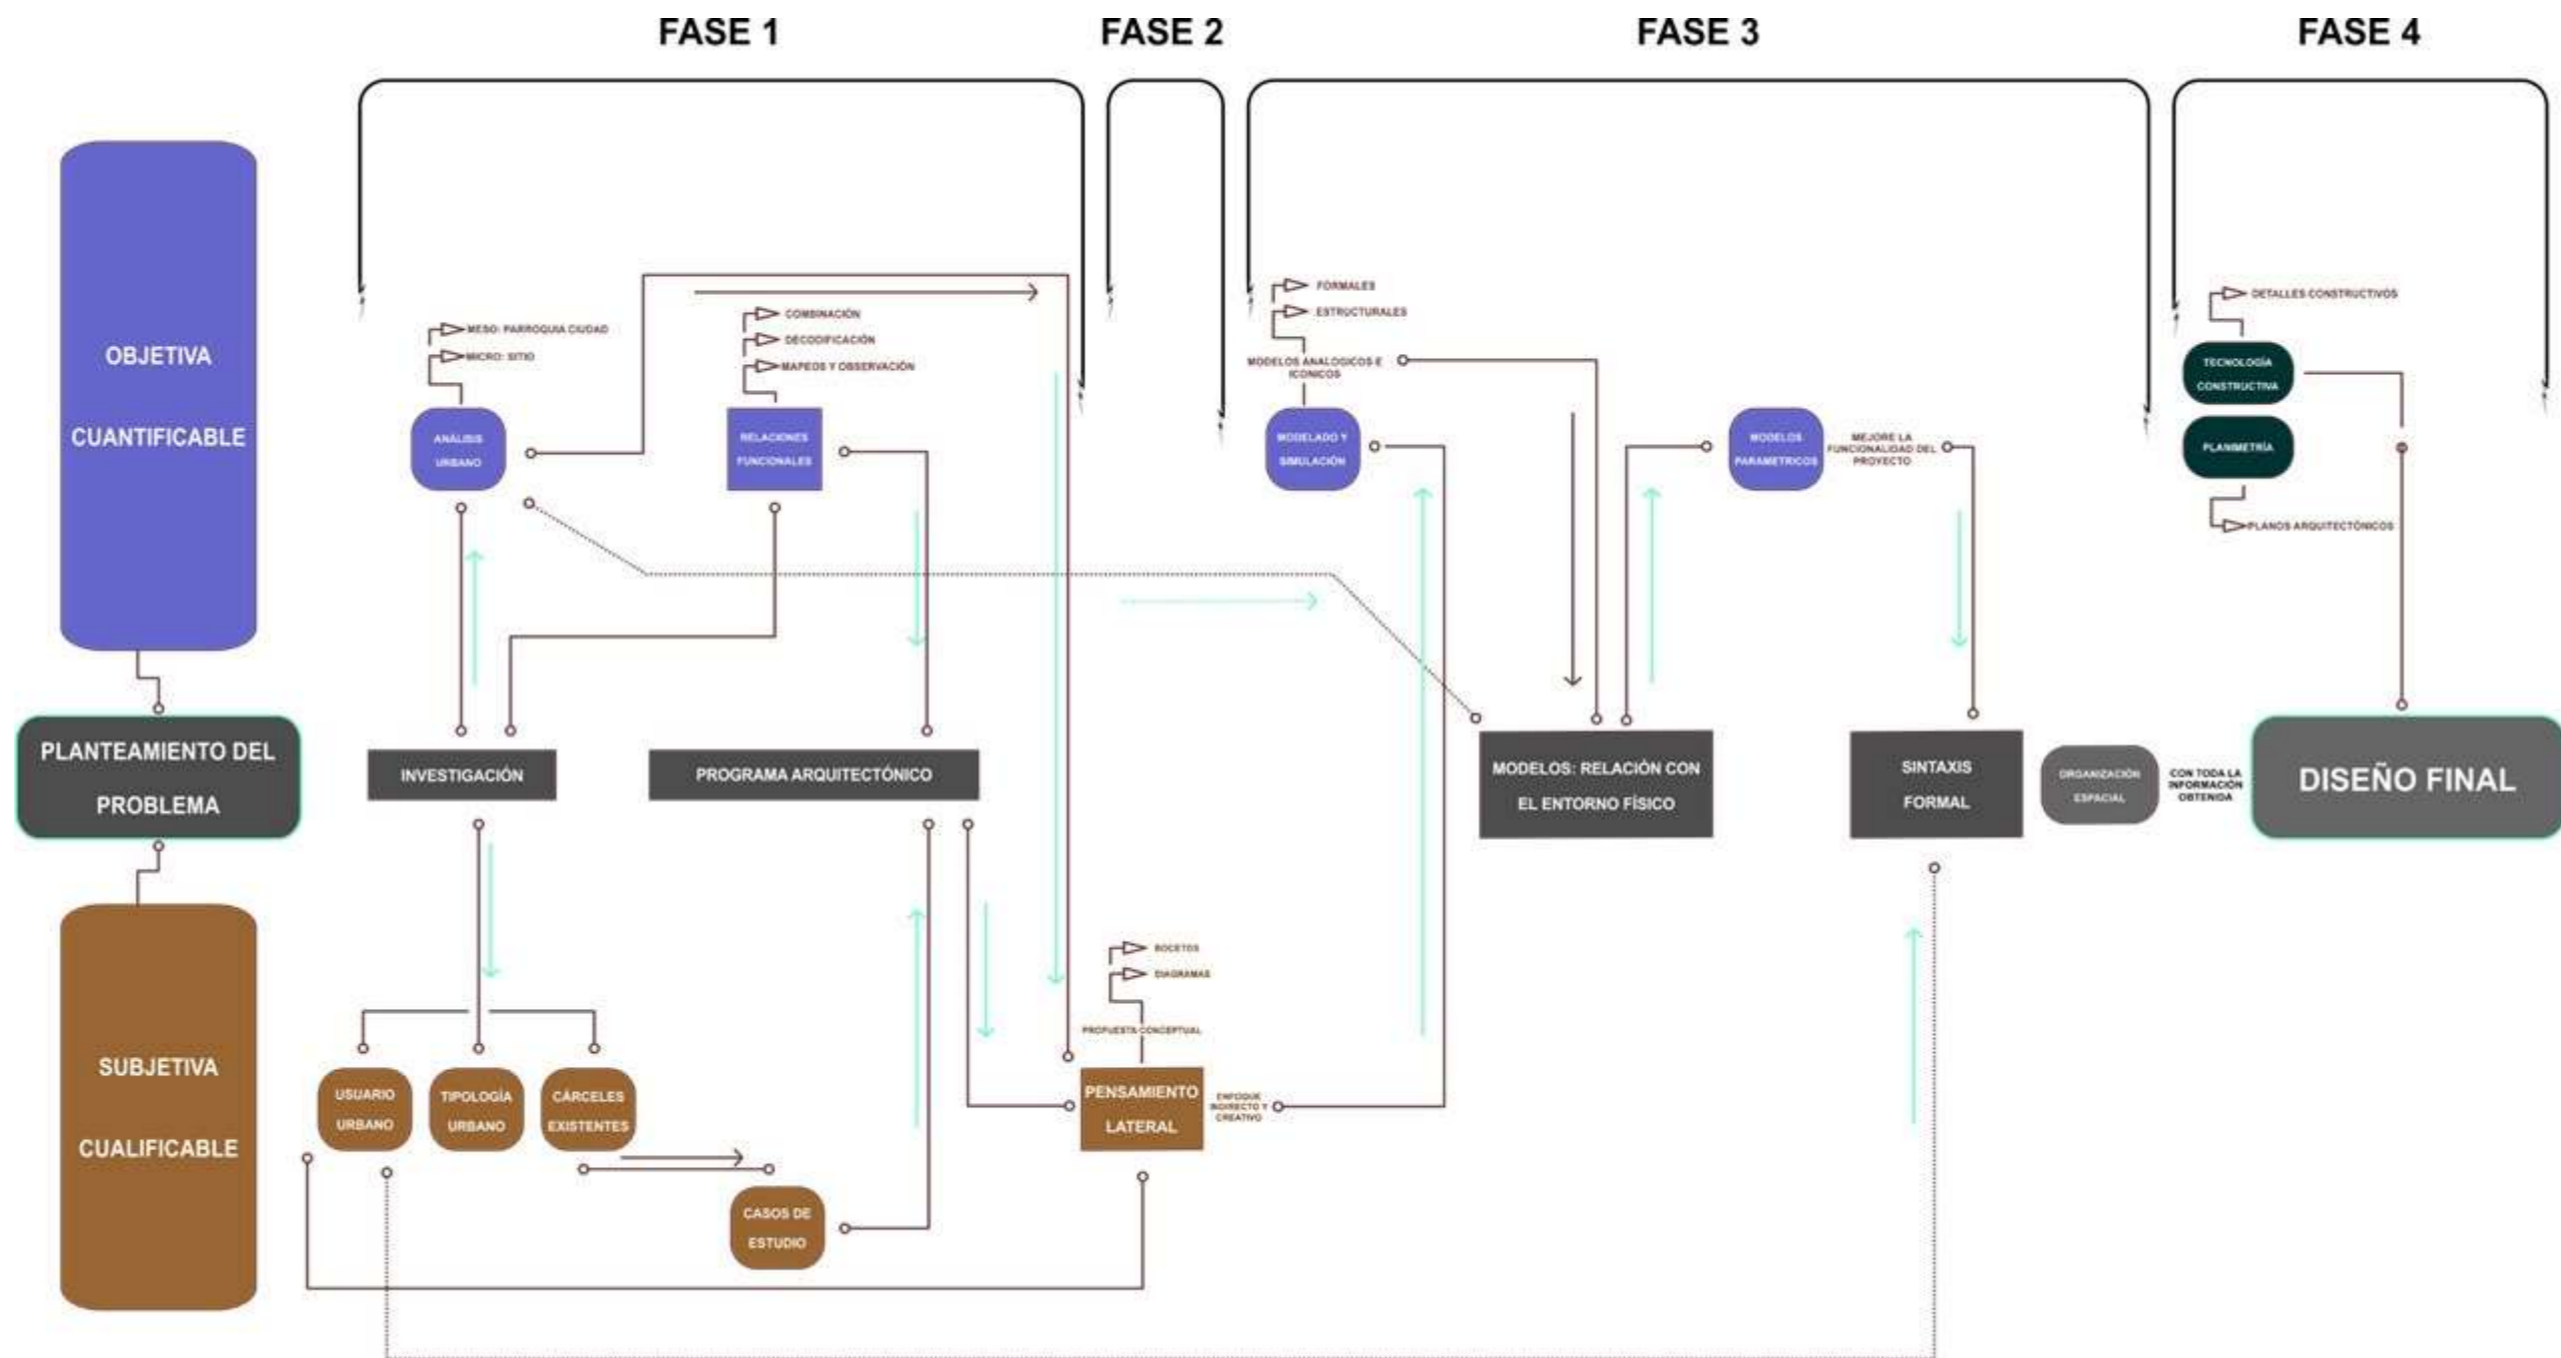 FASE 1
FASE 2
FASE 3
FASE 4
OBJETIVA
CUANTIFICABLE
PLANTEAMIENTO DEL
PROBLEMA
SUBJETIVA
CUALIFICABLE
MESO: PARROQUIA CIUDAD
MICRO: SITIO
ANÁLISIS
URBANO
COMBINACIÓN
DECODIFICACIÓN
MAPEOS Y OBSERVACIÓN
RELACIONES
FUNCIONALES
INVESTIGACIÓN
PROGRAMA ARQUITECTÓNICO
USUARIO
URBANO
TIPOLOGÍA
URBANO
CÁRCELES
EXISTENTES
CASOS DE
ESTUDIO
BOCETOS
DIAGRAMAS
PROPUESTA CONCEPTUAL
PENSAMIENTO
LATERAL
ENFOQUE
INDIRECTO Y
CREATIVO
FORMALES
ESTRUCTURALES
MODELOS ANALOGICOS E
ICONICOS
MODELADO Y
SIMULACIÓN
MODELOS
PARAMETRICOS
MEJORE LA
FUNCIONALIDAD DEL
PROYECTO
MODELOS: RELACIÓN CON
EL ENTORNO FÍSICO
SINTAXIS
FORMAL
ORGANIZACIÓN
ESPACIAL
CON TODA LA
INFORMACIÓN
OBTENIDA
DETALLES CONSTRUCTIVOS
TECNOLOGÍA
CONSTRUCTIVA
PLANIMETRÍA
PLANOS ARQUITECTÓNICOS
DISEÑO FINAL